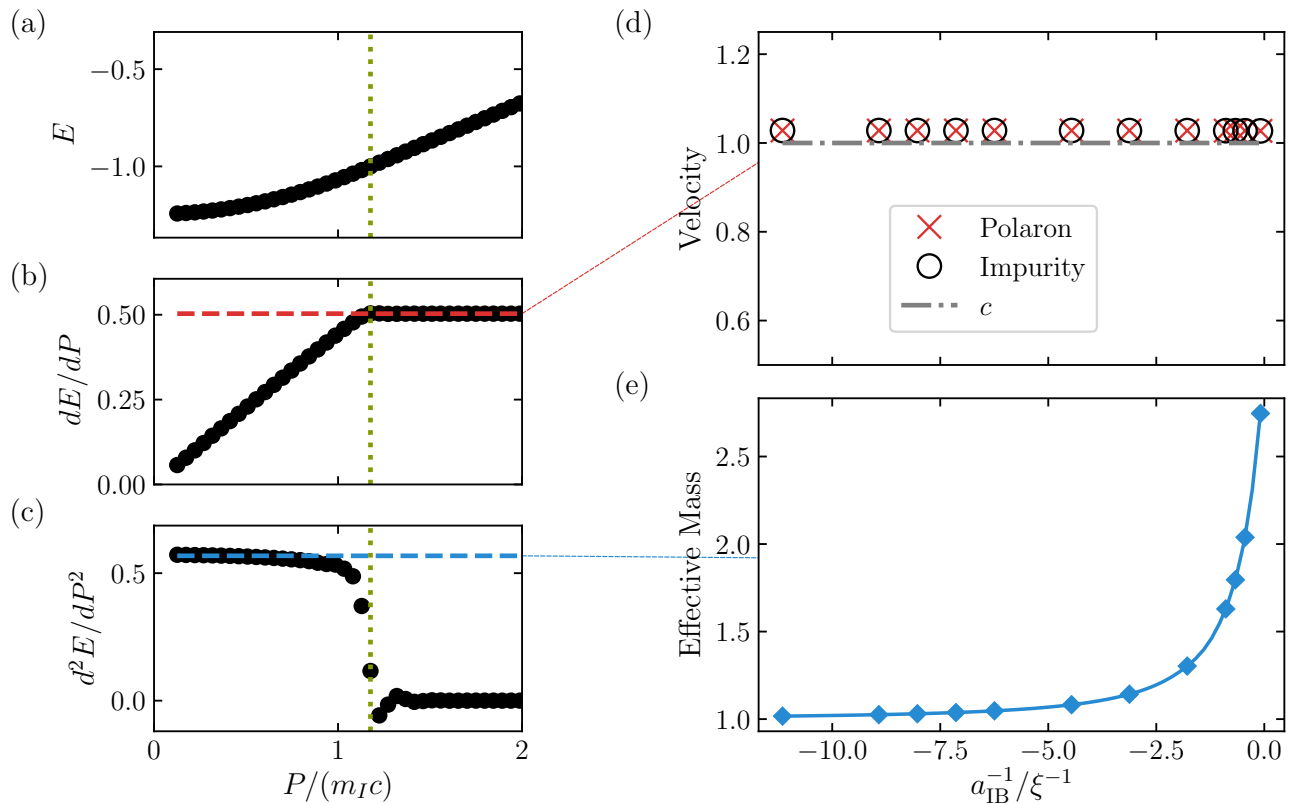 (a)
−0.5
−1.0
E
(b)
0.50
0.25
0.00
dE/dP
(c)
0.5
0.0
d²E/dP²
0
1
2
P/(m_I c)
(d)
1.2
1.0
0.8
0.6
Velocity
Polaron
Impurity
c
(e)
2.5
2.0
1.5
1.0
Effective Mass
−10.0
−7.5
−5.0
−2.5
0.0
a_IB^−1/ξ^−1